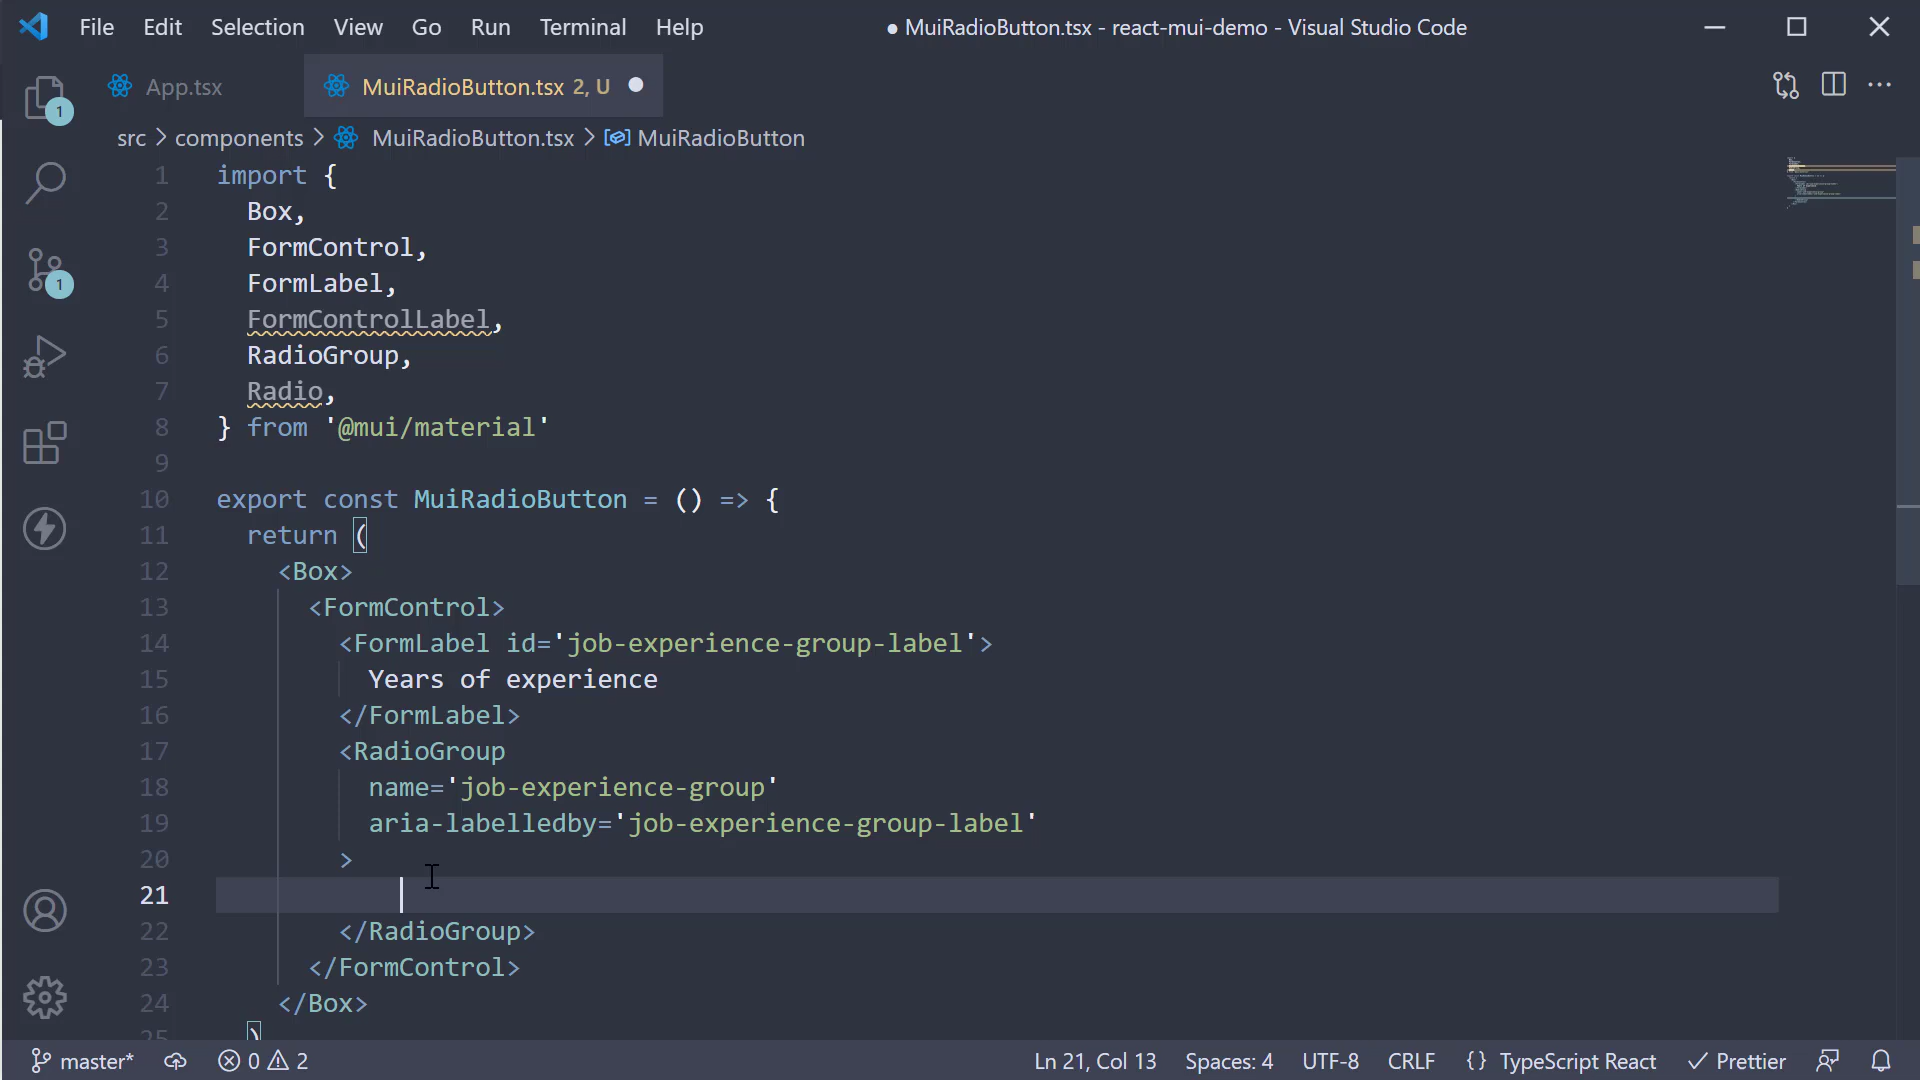 File Edit Selection View Go Run Terminal Help ● MuiRadioButton.tsx - react-mui-demo - Visual Studio Code
App.tsx MuiRadioButton.tsx 2, U
src > components > MuiRadioButton.tsx > MuiRadioButton
1
1
1 import {
2 Box,
3 FormControl,
4 FormLabel,
5 FormControlLabel,
6 RadioGroup,
7 Radio,
8 } from '@mui/material'
9
10 export const MuiRadioButton = () => {
11 return (
12 <Box>
13 <FormControl>
14 <FormLabel id='job-experience-group-label'>
15 Years of experience
16 </FormLabel>
17 <RadioGroup
18 name='job-experience-group'
19 aria-labelledby='job-experience-group-label'
20 >
21
22 </RadioGroup>
23 </FormControl>
24 </Box>
25 )
master* 0 2 Ln 21, Col 13 Spaces: 4 UTF-8 CRLF {} TypeScript React ✓ Prettier